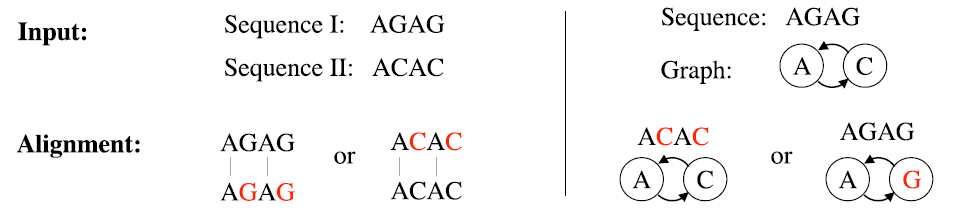 Input:
Sequence I: AGAG
Sequence II: ACAC
Sequence: AGAG
Graph: A C
Alignment:
AGAG
AGAG
or
ACAC
ACAC
ACAC
A C
or
AGAG
A G